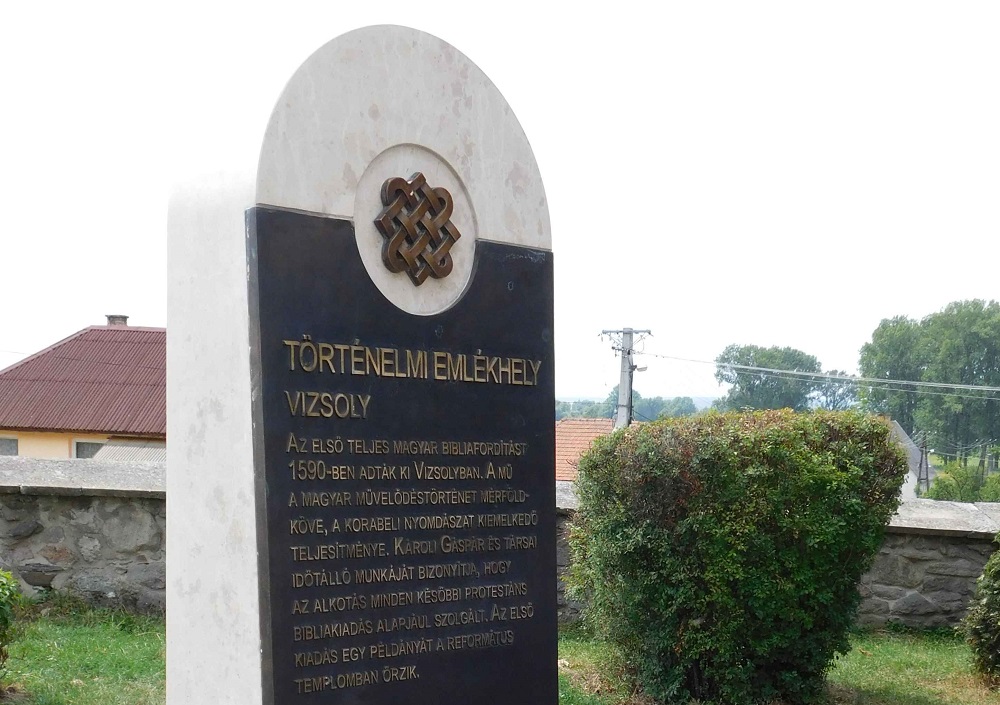 TÖRTÉNELMI EMLÉKHELY
VIZSOLY
AZ ELSŐ TELJES MAGYAR BIBLIAFORDÍTÁST
1590-BEN ADTÁK KI VIZSOLYBAN. A MŰ
A MAGYAR MŰVELŐDÉSTÖRTÉNET MÉRFÖLD-
KÖVE, A KORABELI NYOMDÁSZAT KIEMELKEDŐ
TELJESÍTMÉNYE. KÁROLI GÁSPÁR ÉS TÁRSAI
IDŐTÁLLÓ MUNKÁJÁT BIZONYÍTJA, HOGY
AZ ALKOTÁS MINDEN KÉSŐBBI PROTESTÁNS
BIBLIAKIADÁS ALAPJÁUL SZOLGÁLT. AZ ELSŐ
KIADÁS EGY PÉLDÁNYÁT A REFORMÁTUS
TEMPLOMBAN ŐRZIK.